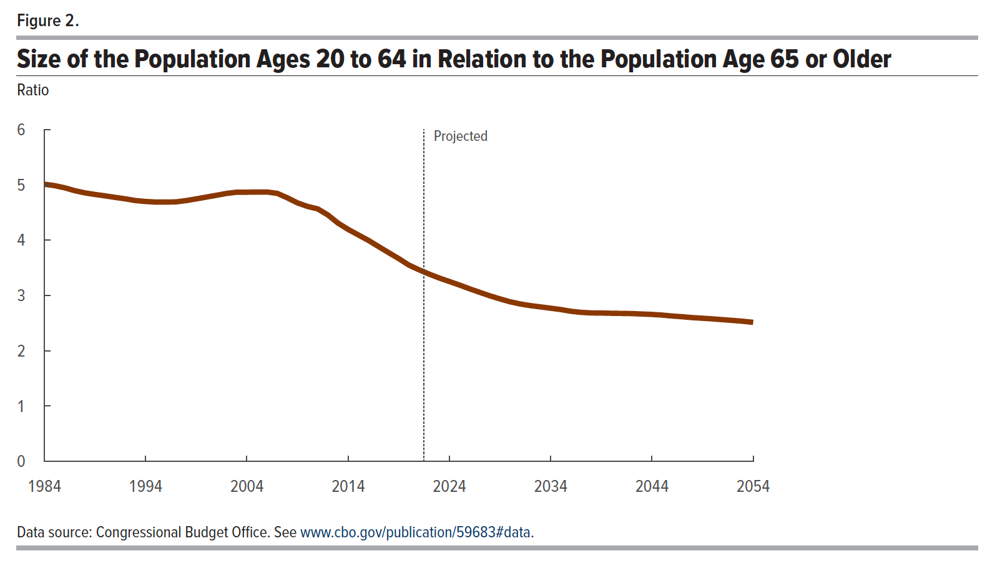 Figure 2.
Size of the Population Ages 20 to 64 in Relation to the Population Age 65 or Older
Ratio
6
Projected
5
4
3
2
1
0
1984 1994 2004 2014 2024 2034 2044 2054
Data source: Congressional Budget Office. See www.cbo.gov/publication/59683#data.